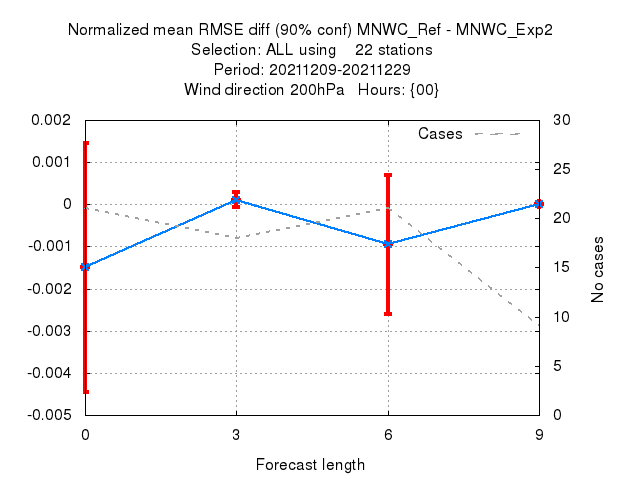 Normalized mean RMSE diff (90% conf) MNWC_Ref - MNWC_Exp2
Selection: ALL using    22 stations
Period: 20211209-20211229
Wind direction 200hPa   Hours: {00}
Cases
0.002
0.001
0
-0.001
-0.002
-0.003
-0.004
-0.005
30
25
20
15
10
5
0
No cases
0 3 6 9
Forecast length